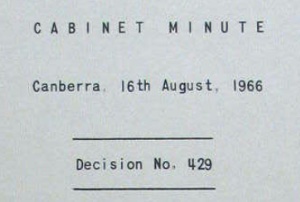 CABINET MINUTE
Canberra, 16th August, 1966
Decision No. 429